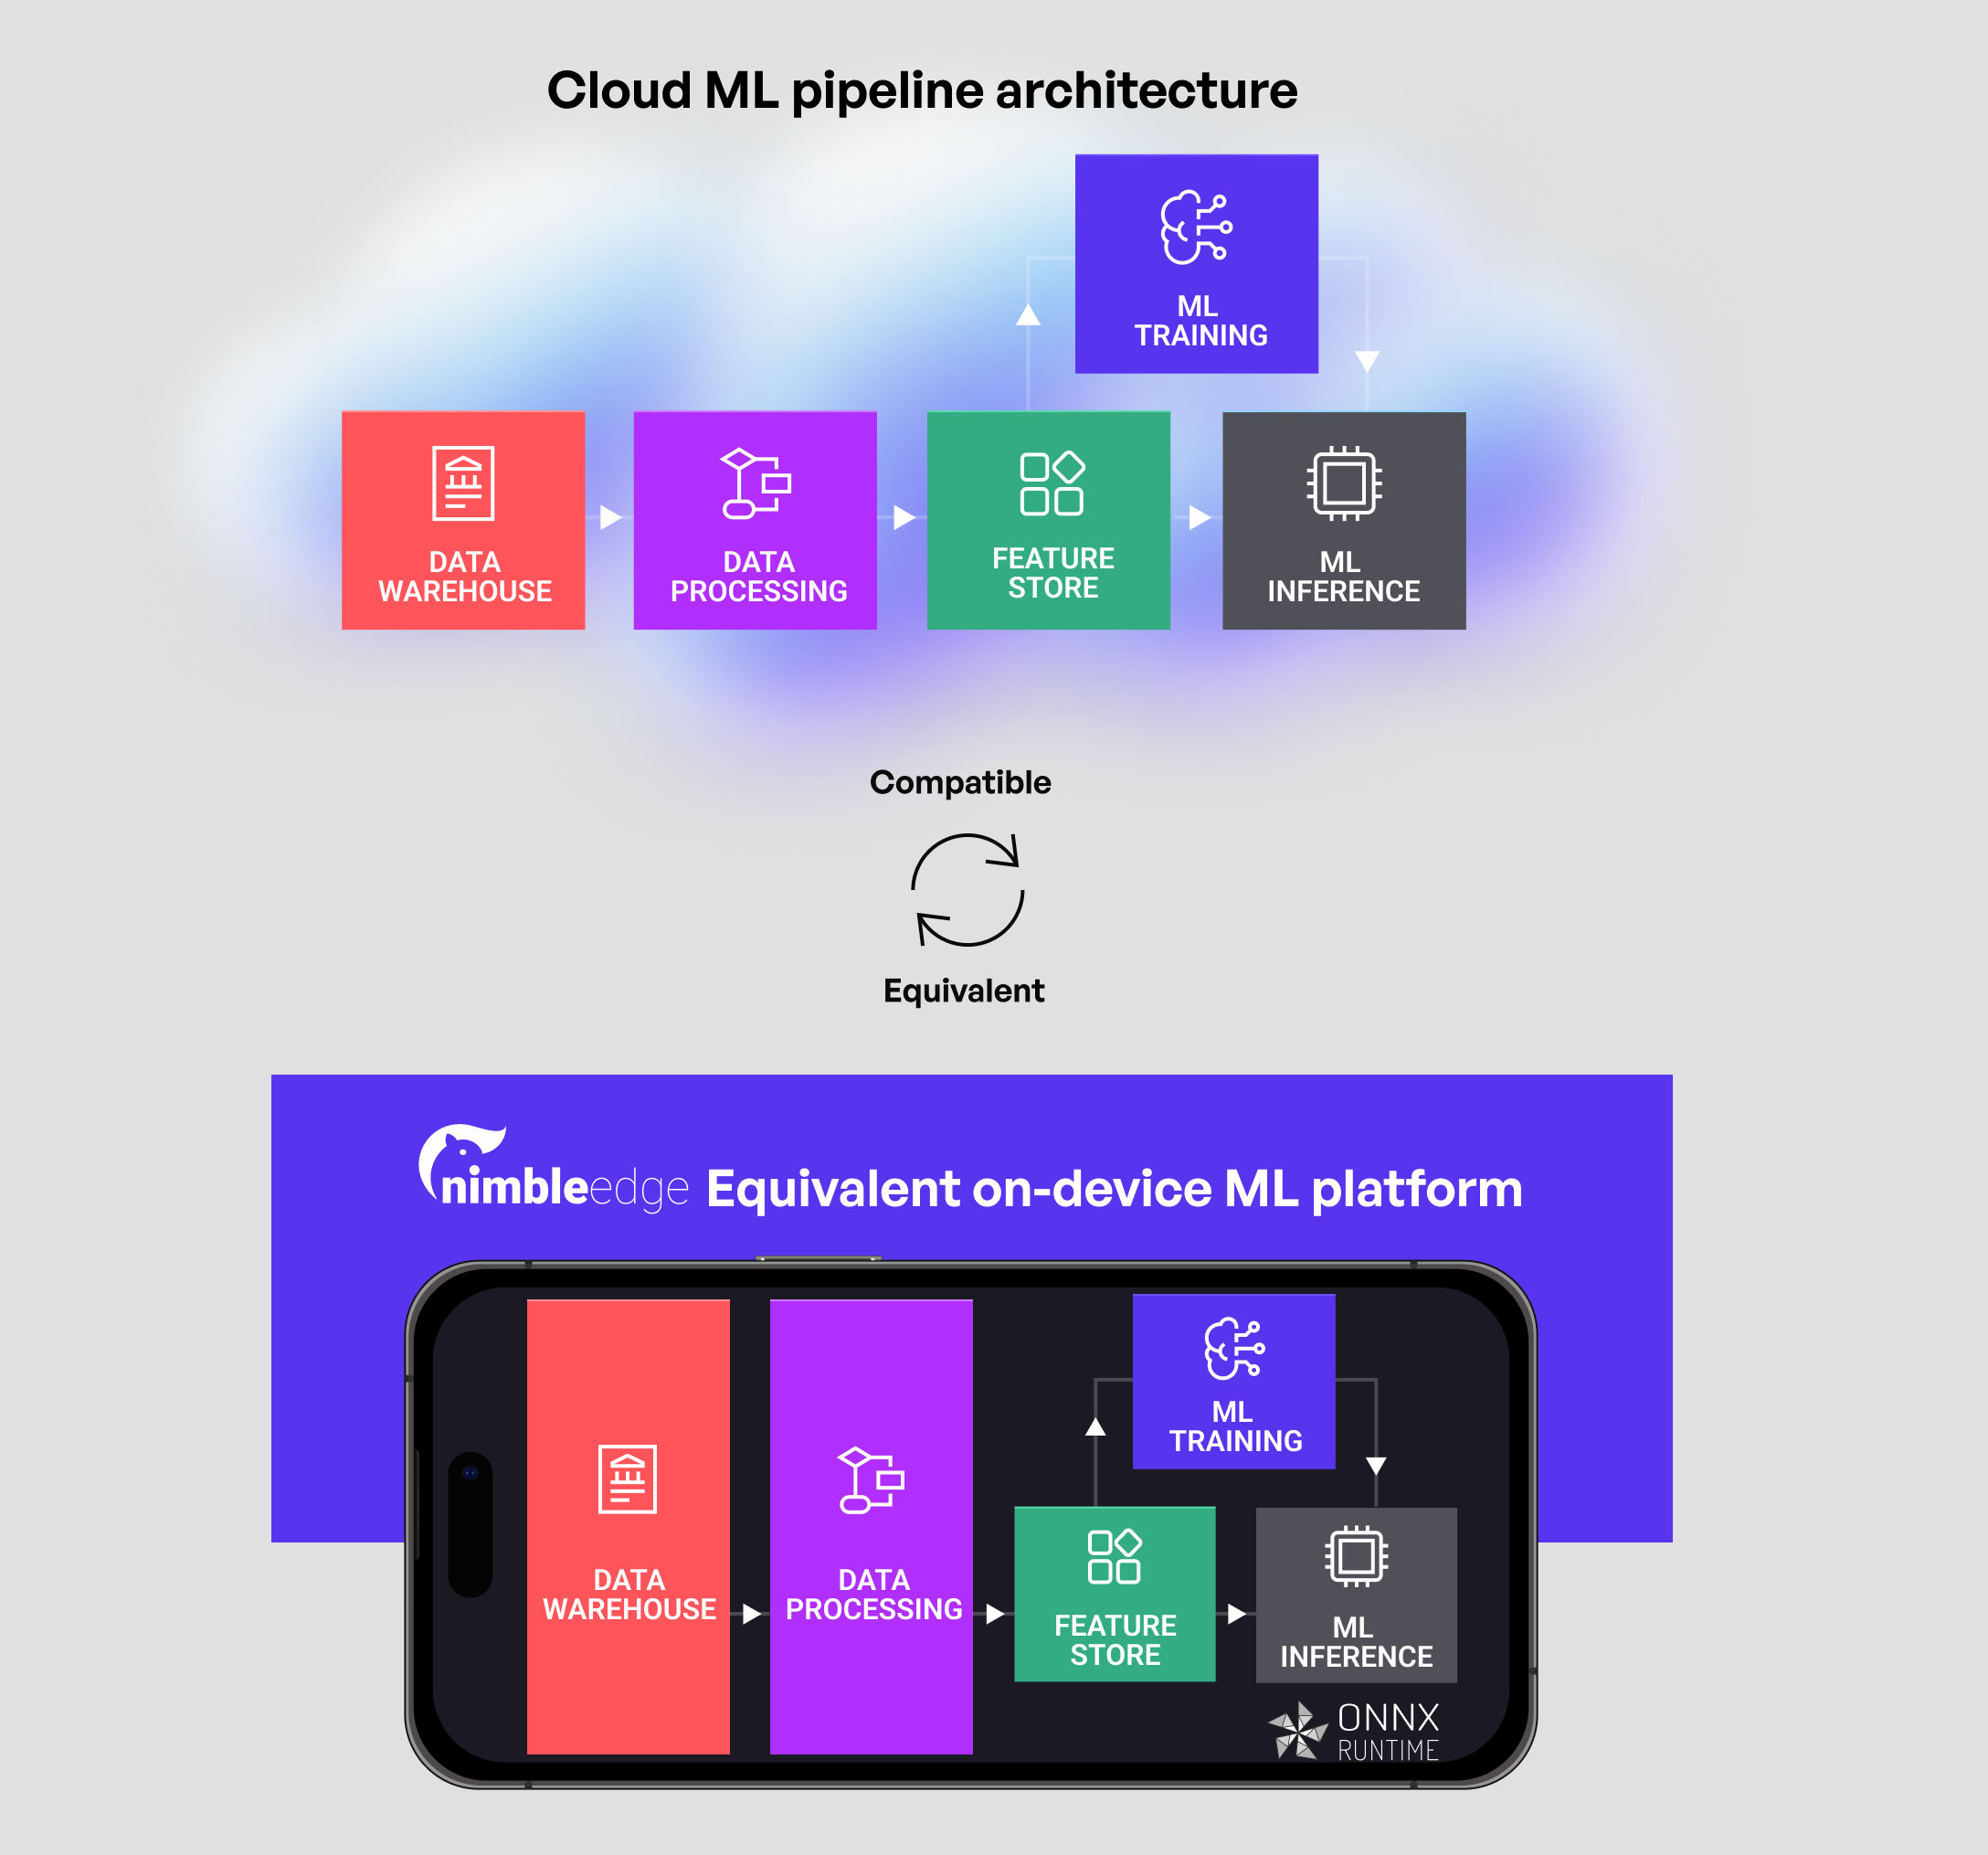 Cloud ML pipeline architecture
ML
TRAINING
DATA
WAREHOUSE
DATA
PROCESSING
FEATURE
STORE
ML
INFERENCE
Compatible
Equivalent
nimbleedge Equivalent on-device ML platform
ML
TRAINING
DATA
WAREHOUSE
DATA
PROCESSING
FEATURE
STORE
ML
INFERENCE
ONNX
RUNTIME